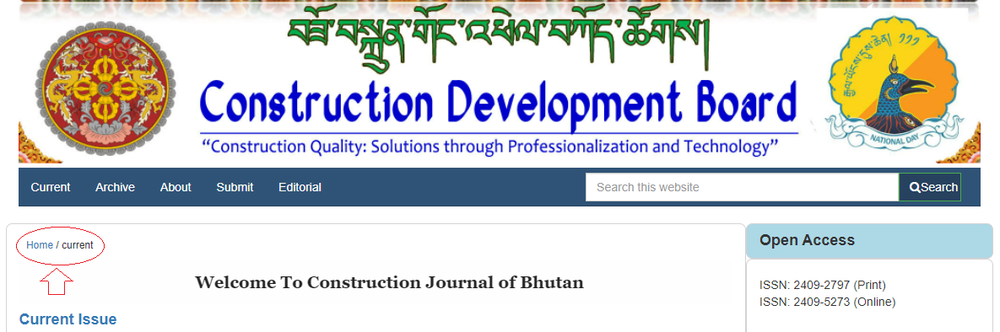 བཟོ་བསྐྲུན་གོང་འཕེལ་བཀོད་ཚོགས།
Construction Development Board
“Construction Quality: Solutions through Professionalization and Technology”
NATIONAL DAY
Current Archive About Submit Editorial Search this website Search
Home / current
Welcome To Construction Journal of Bhutan
Current Issue
Open Access
ISSN: 2409-2797 (Print)
ISSN: 2409-5273 (Online)